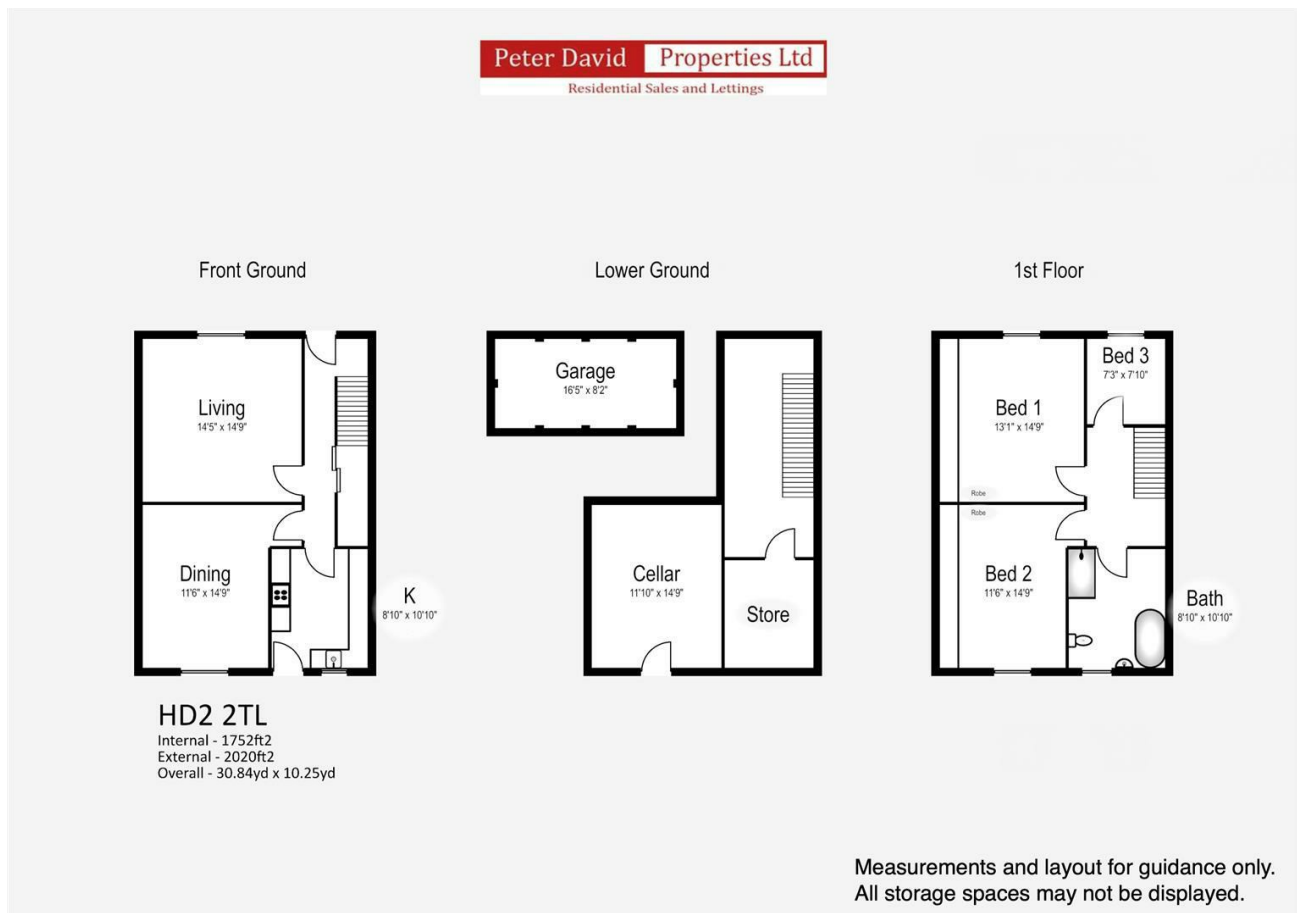 Peter David Properties Ltd
Residential Sales and Lettings
Front Ground
Living
14'5" x 14'9"
Dining
11'6" x 14'9"
K
8'10" x 10'10"
Lower Ground
Garage
16'5" x 8'2"
Cellar
11'10" x 14'9"
Store
1st Floor
Bed 3
7'3" x 7'10"
Bed 1
13'1" x 14'9"
Robe
Robe
Bed 2
11'6" x 14'9"
Bath
8'10" x 10'10"
HD2 2TL
Internal - 1752ft2
External - 2020ft2
Overall - 30.84yd x 10.25yd
Measurements and layout for guidance only.
All storage spaces may not be displayed.